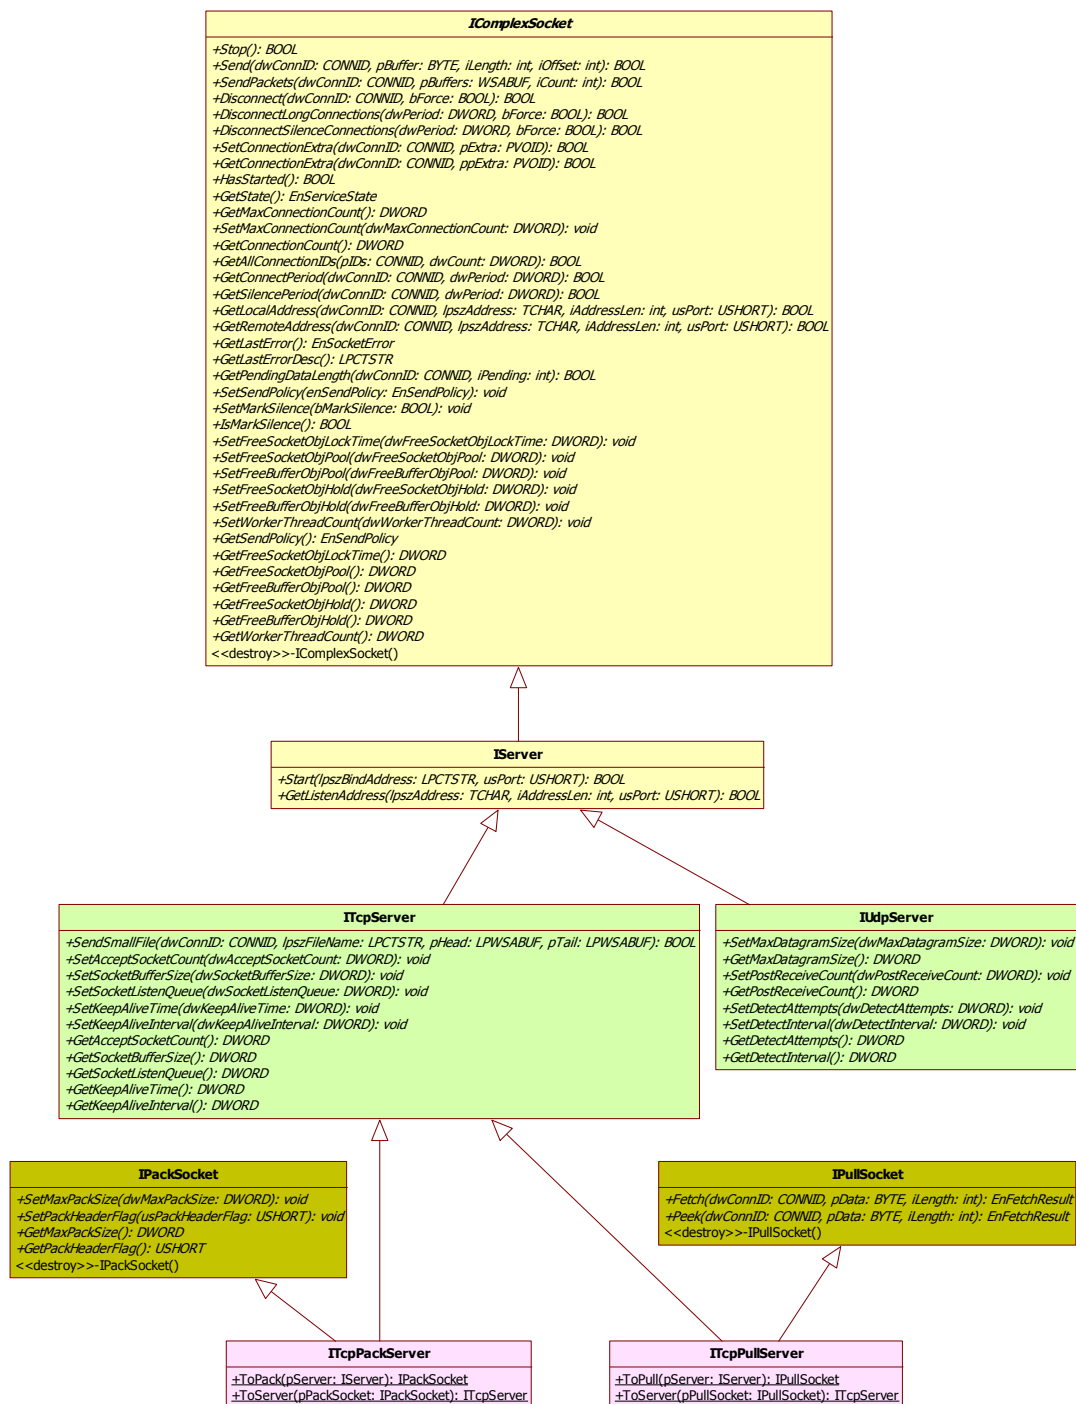 IComplexSocket
+Stop(): BOOL
+Send(dwConnID: CONNID, pBuffer: BYTE, iLength: int, iOffset: int): BOOL
+SendPackets(dwConnID: CONNID, pBuffers: WSABUF, iCount: int): BOOL
+Disconnect(dwConnID: CONNID, bForce: BOOL): BOOL
+DisconnectLongConnections(dwPeriod: DWORD, bForce: BOOL): BOOL
+DisconnectSilenceConnections(dwPeriod: DWORD, bForce: BOOL): BOOL
+SetConnectionExtra(dwConnID: CONNID, pExtra: PVOID): BOOL
+GetConnectionExtra(dwConnID: CONNID, ppExtra: PVOID): BOOL
+HasStarted(): BOOL
+GetState(): EnServiceState
+GetMaxConnectionCount(): DWORD
+SetMaxConnectionCount(dwMaxConnectionCount: DWORD): void
+GetConnectionCount(): DWORD
+GetAllConnectionIDs(pIDs: CONNID, dwCount: DWORD): BOOL
+GetConnectPeriod(dwConnID: CONNID, dwPeriod: DWORD): BOOL
+GetSilencePeriod(dwConnID: CONNID, dwPeriod: DWORD): BOOL
+GetLocalAddress(dwConnID: CONNID, lpszAddress: TCHAR, iAddressLen: int, usPort: USHORT): BOOL
+GetRemoteAddress(dwConnID: CONNID, lpszAddress: TCHAR, iAddressLen: int, usPort: USHORT): BOOL
+GetLastError(): EnSocketError
+GetLastErrorDesc(): LPCTSTR
+GetPendingDataLength(dwConnID: CONNID, iPending: int): BOOL
+SetSendPolicy(enSendPolicy: EnSendPolicy): void
+SetMarkSilence(bMarkSilence: BOOL): void
+IsMarkSilence(): BOOL
+SetFreeSocketObjLockTime(dwFreeSocketObjLockTime: DWORD): void
+SetFreeSocketObjPool(dwFreeSocketObjPool: DWORD): void
+SetFreeBufferObjPool(dwFreeBufferObjPool: DWORD): void
+SetFreeSocketObjHold(dwFreeSocketObjHold: DWORD): void
+SetFreeBufferObjHold(dwFreeBufferObjHold: DWORD): void
+SetWorkerThreadCount(dwWorkerThreadCount: DWORD): void
+GetSendPolicy(): EnSendPolicy
+GetFreeSocketObjLockTime(): DWORD
+GetFreeSocketObjPool(): DWORD
+GetFreeBufferObjPool(): DWORD
+GetFreeSocketObjHold(): DWORD
+GetFreeBufferObjHold(): DWORD
+GetWorkerThreadCount(): DWORD
<<destroy>>-IComplexSocket()
IServer
+Start(lpszBindAddress: LPCTSTR, usPort: USHORT): BOOL
+GetListenAddress(lpszAddress: TCHAR, iAddressLen: int, usPort: USHORT): BOOL
ITcpServer
+SendSmallFile(dwConnID: CONNID, lpszFileName: LPCTSTR, pHead: LPWSABUF, pTail: LPWSABUF): BOOL
+SetAcceptSocketCount(dwAcceptSocketCount: DWORD): void
+SetSocketBufferSize(dwSocketBufferSize: DWORD): void
+SetSocketListenQueue(dwSocketListenQueue: DWORD): void
+SetKeepAliveTime(dwKeepAliveTime: DWORD): void
+SetKeepAliveInterval(dwKeepAliveInterval: DWORD): void
+GetAcceptSocketCount(): DWORD
+GetSocketBufferSize(): DWORD
+GetSocketListenQueue(): DWORD
+GetKeepAliveTime(): DWORD
+GetKeepAliveInterval(): DWORD
IUdpServer
+SetMaxDatagramSize(dwMaxDatagramSize: DWORD): void
+GetMaxDatagramSize(): DWORD
+SetPostReceiveCount(dwPostReceiveCount: DWORD): void
+GetPostReceiveCount(): DWORD
+SetDetectAttempts(dwDetectAttempts: DWORD): void
+SetDetectInterval(dwDetectInterval: DWORD): void
+GetDetectAttempts(): DWORD
+GetDetectInterval(): DWORD
IPackSocket
+SetMaxPackSize(dwMaxPackSize: DWORD): void
+SetPackHeaderFlag(usPackHeaderFlag: USHORT): void
+GetMaxPackSize(): DWORD
+GetPackHeaderFlag(): USHORT
<<destroy>>-IPackSocket()
IPullSocket
+Fetch(dwConnID: CONNID, pData: BYTE, iLength: int): EnFetchResult
+Peek(dwConnID: CONNID, pData: BYTE, iLength: int): EnFetchResult
<<destroy>>-IPullSocket()
ITcpPackServer
+ToPack(pServer: IServer): IPackSocket
+ToServer(pPackSocket: IPackSocket): ITcpServer
ITcpPullServer
+ToPull(pServer: IServer): IPullSocket
+ToServer(pPullSocket: IPullSocket): ITcpServer